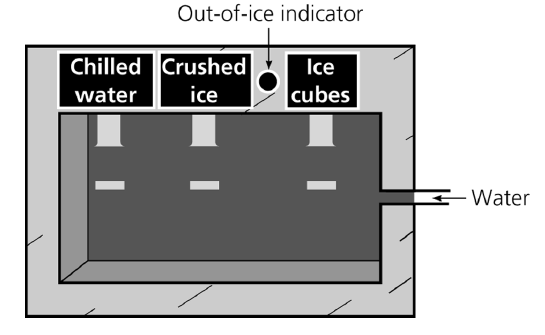 Out-of-ice indicator
Chilled
water
Crushed
ice
Ice
cubes
Water